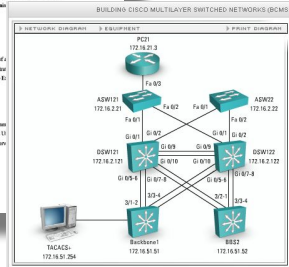 BUILDING CISCO MULTILAYER SWITCHED NETWORKS (BCMS
NETWORK DIAGRAM
EQUIPMENT
PRINT DIAGRAM
PC21
172.16.21.3
Fa 0/3
ASW121
172.16.2.21
Fa 0/2
Fa 0/1
ASW22
172.16.2.22
Fa 0/1
Fa 0/2
Gi 0/1
Gi 0/2
Gi 0/1
Gi 0/2
DSW121
172.16.2.121
Gi 0/9
Gi 0/9
Gi 0/10
Gi 0/10
DSW122
172.16.2.122
Gi 0/5-6
Gi 0/7-8
Gi 0/5-6
Gi 0/7-8
3/1-2
3/3-4
3/2-1
3/3-4
TACACS+
172.16.51.254
Backbone1
172.16.51.51
BBS2
172.16.51.52